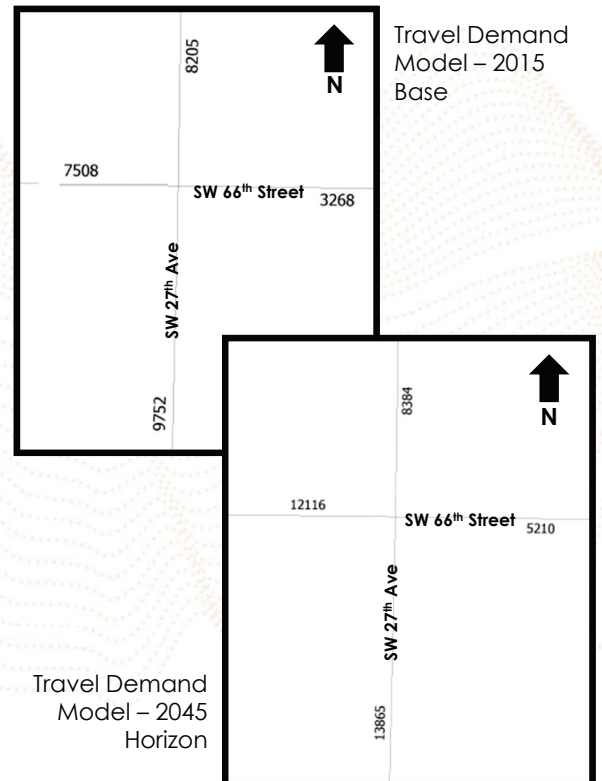 Travel Demand
Model – 2015
Base
N
8205
7508
SW 66th Street
3268
SW 27th Ave
9752
N
8384
12116
SW 66th Street
5210
SW 27th Ave
13865
Travel Demand
Model – 2045
Horizon